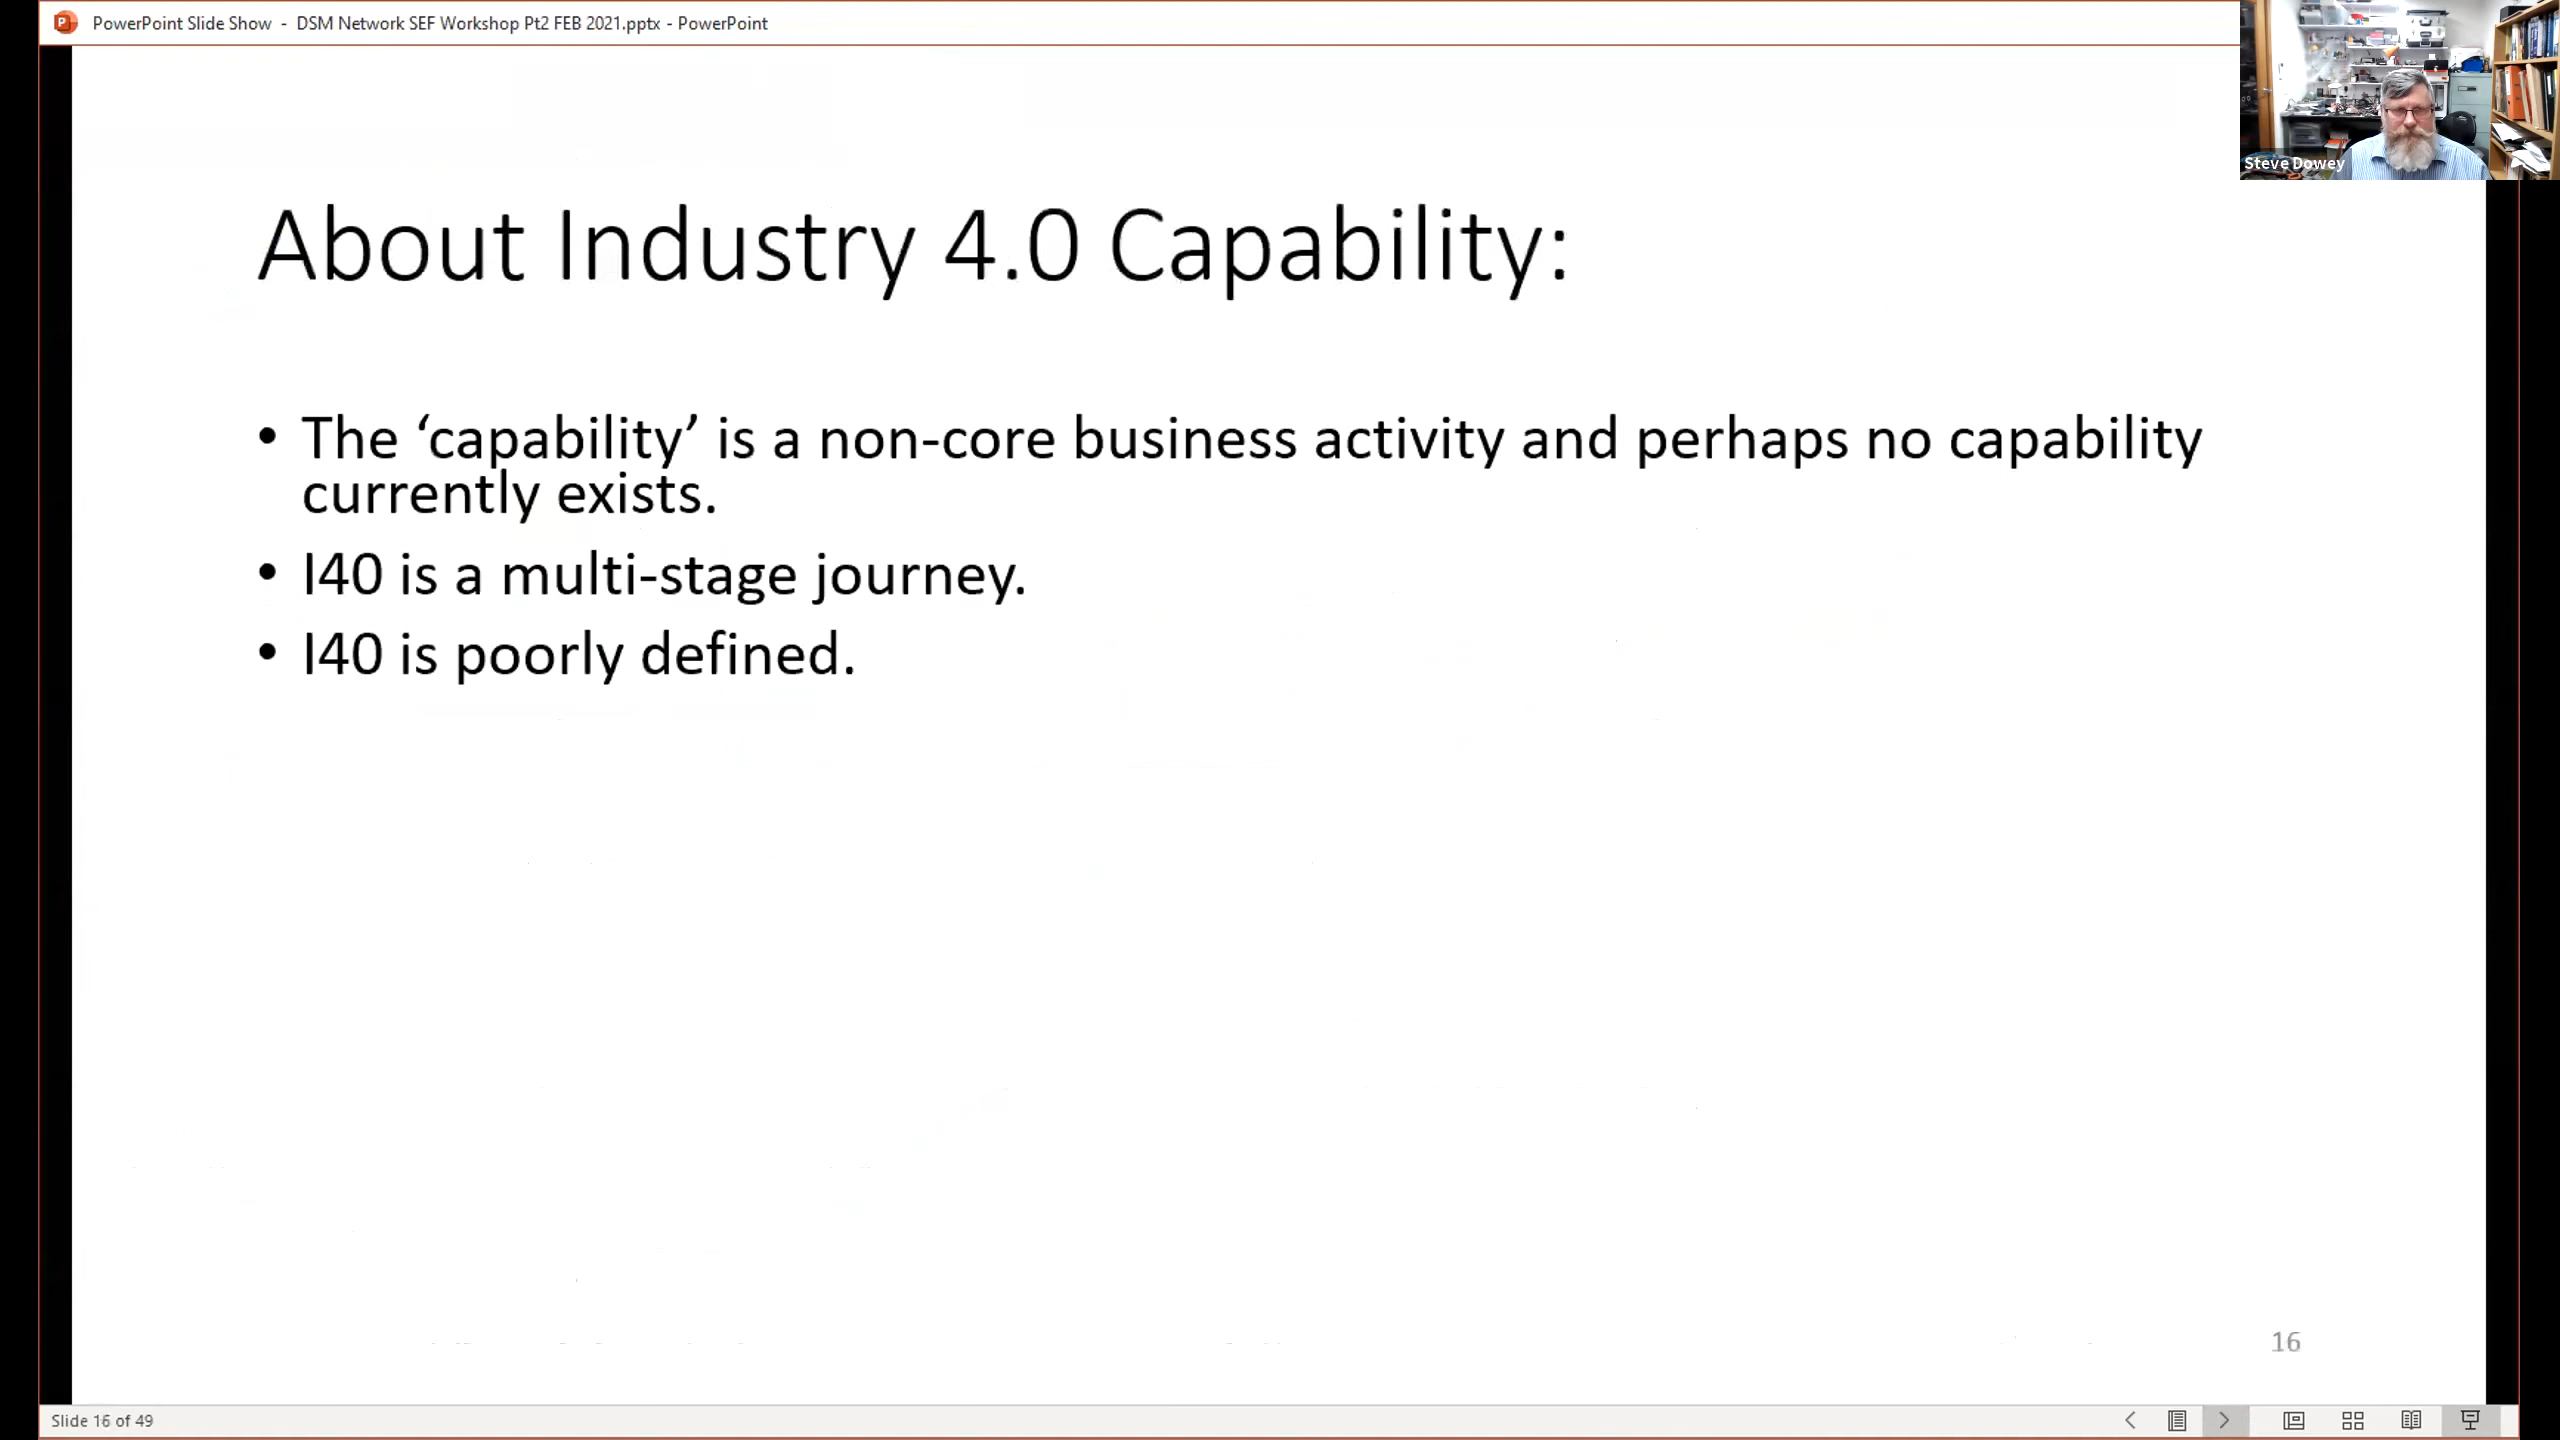 PowerPoint Slide Show - DSM Network SEF Workshop Pt2 FEB 2021.pptx - PowerPoint
Steve Dowey
About Industry 4.0 Capability:
• The ‘capability’ is a non-core business activity and perhaps no capability
currently exists.
• I40 is a multi-stage journey.
• I40 is poorly defined.
16
Slide 16 of 49